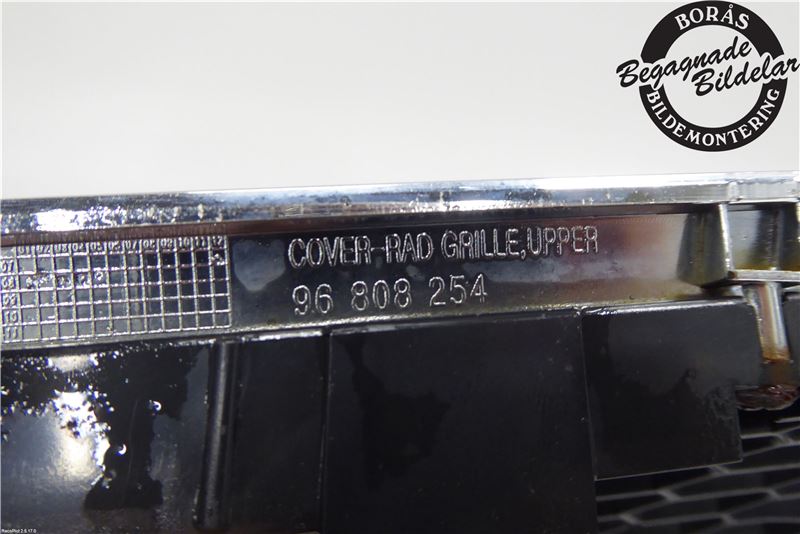 BORÅS
Begagnade
Bildelar
BILDEMONTERING
COVER-RAD GRILLE,UPPER
96 808 254